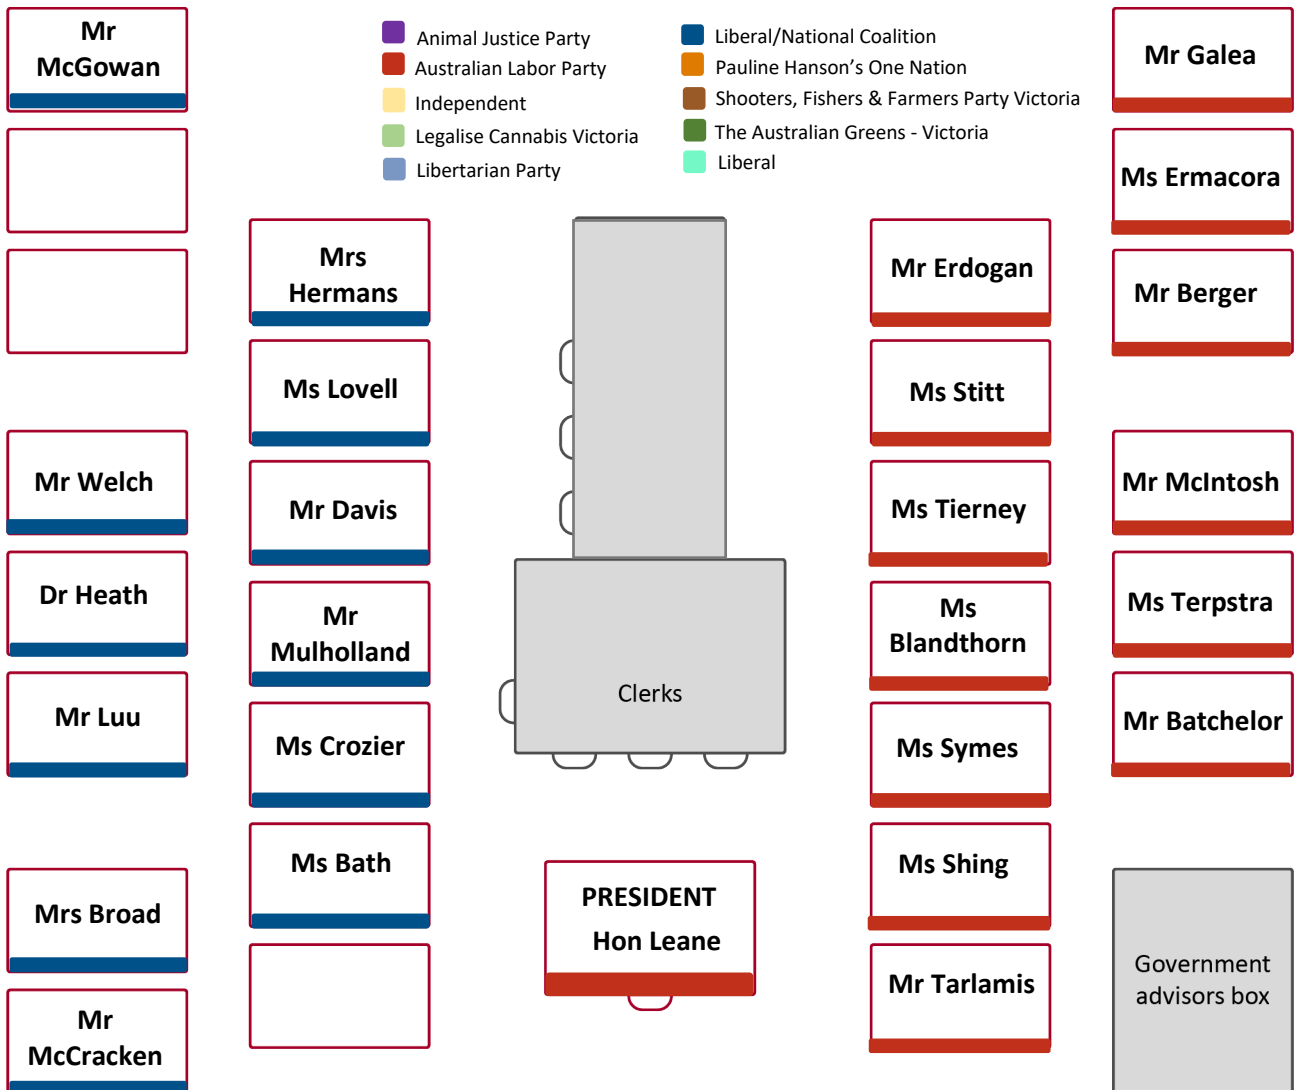 Mr
McGowan
Animal Justice Party
Australian Labor Party
Independent
Legalise Cannabis Victoria
Libertarian Party
Liberal/National Coalition
Pauline Hanson's One Nation
Shooters, Fishers & Farmers Party Victoria
The Australian Greens - Victoria
Liberal
Mr Galea
Ms Ermacora
Mr Berger
Mrs
Hermans
Ms Lovell
Mr Davis
Mr
Mulholland
Ms Crozier
Ms Bath
Mr Welch
Dr Heath
Mr Luu
Mrs Broad
Mr
McCracken
Clerks
PRESIDENT
Hon Leane
Mr Erdogan
Ms Stitt
Ms Tierney
Ms
Blandthorn
Ms Symes
Ms Shing
Mr Tarlamis
Mr McIntosh
Ms Terpstra
Mr Batchelor
Government
advisors box